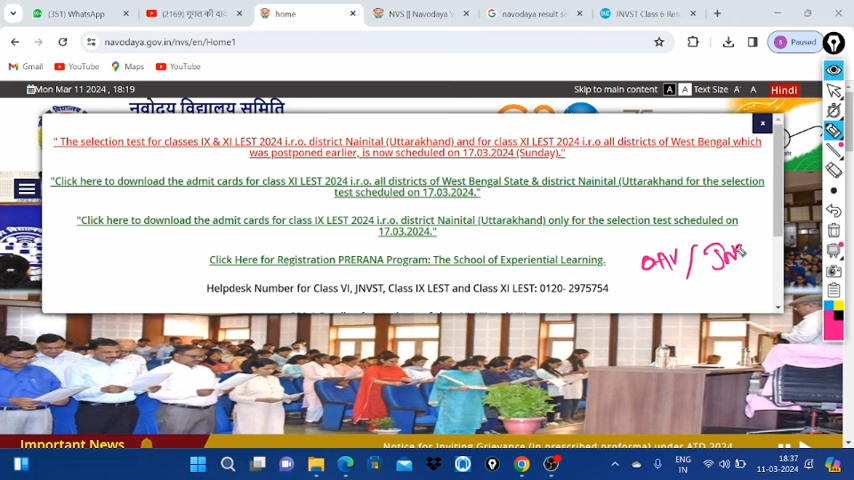 (351) WhatsApp
(2169) गूगल की दाद
home
NVS || Navodaya V
navodaya result se
JNVST Class 6 Res
navodaya.gov.in/nvs/en/Home1
Paused
Gmail
YouTube
Maps
YouTube
Mon Mar 11 2024 , 18:19
Skip to main content
A
A
Text Size
A-
A+
Hindi
नवोदय विद्यालय समिति
x
" The selection test for classes IX & XI LEST 2024 i.r.o. district Nainital (Uttarakhand) and for class XI LEST 2024 i.r.o all districts of West Bengal which
was postponed earlier, is now scheduled on 17.03.2024 (Sunday)."
"Click here to download the admit cards for class XI LEST 2024 i.r.o. all districts of West Bengal State & district Nainital (Uttarakhand for the selection
test scheduled on 17.03.2024."
"Click here to download the admit cards for class IX LEST 2024 i.r.o. district Nainital (Uttarakhand) only for the selection test scheduled on
17.03.2024."
Click Here for Registration PRERANA Program: The School of Experiential Learning.
OAV / JNV
Helpdesk Number for Class VI, JNVST, Class IX LEST and Class XI LEST: 0120- 2975754
Important News
Notice for Inviting Grievance (in prescribed proforma) under ATD 2024
ENG
IN
18:37
11-03-2024